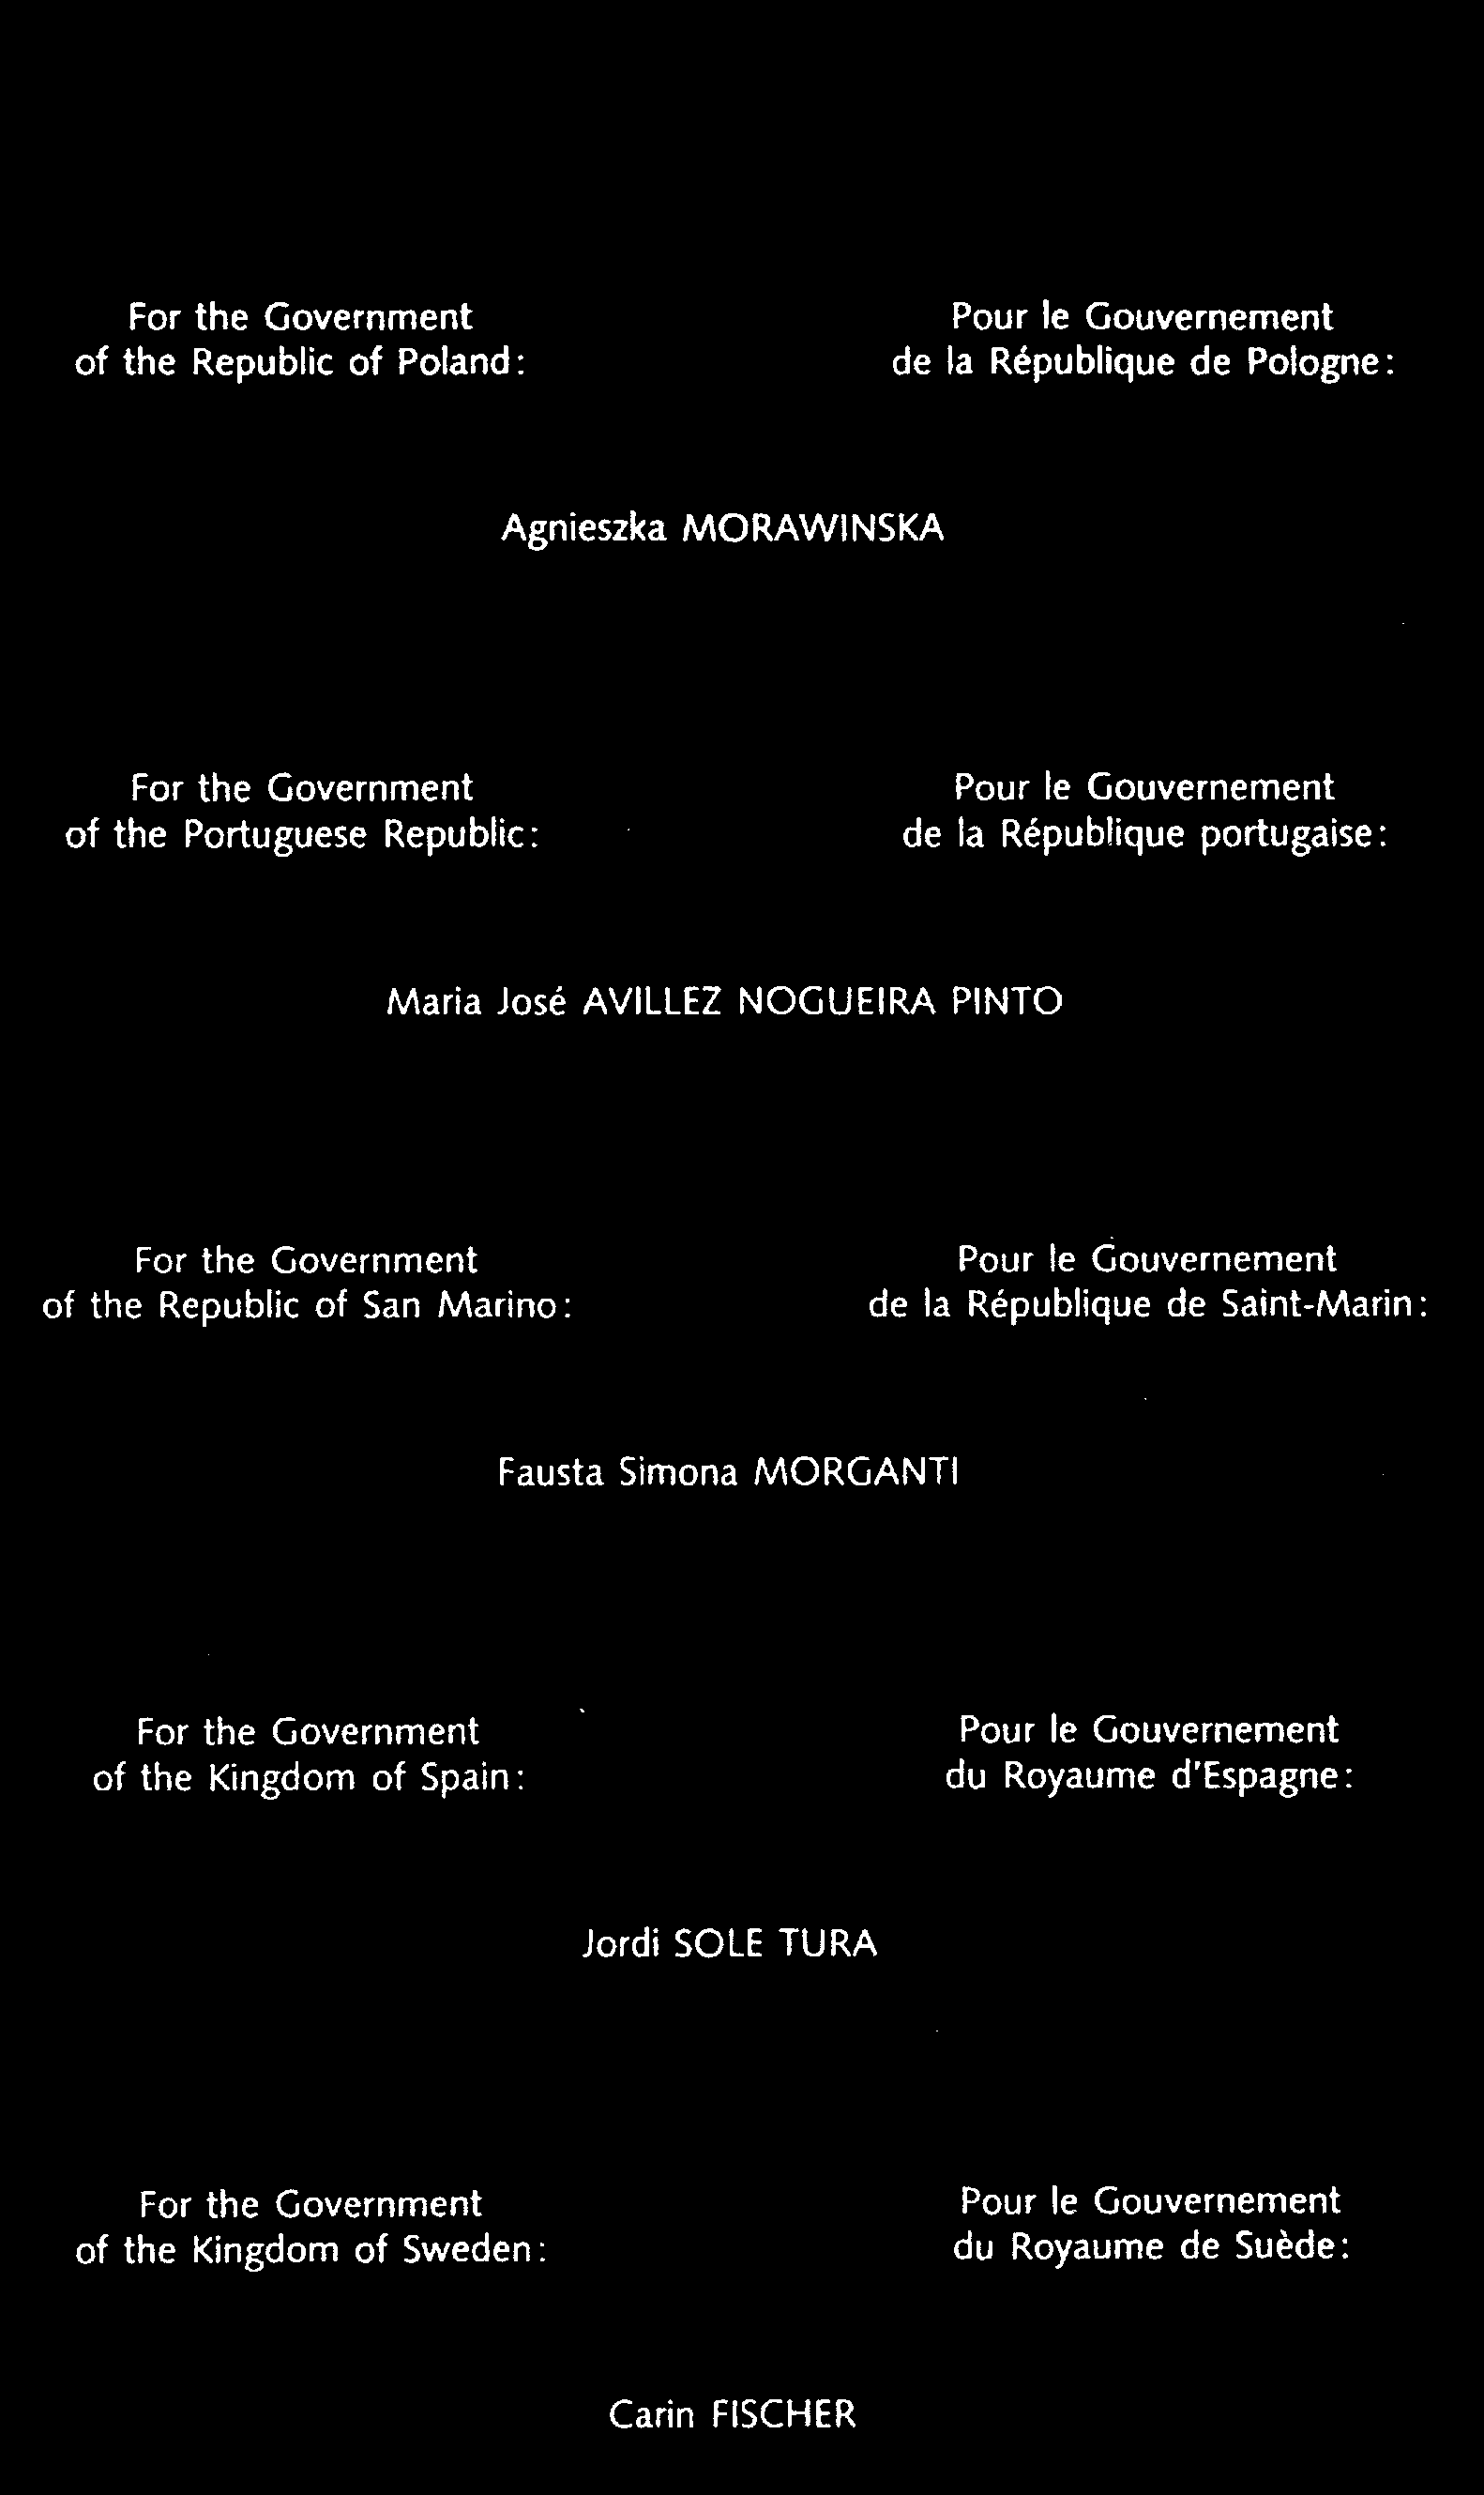 For the Government
of the Republic of Poland:
Pour le Gouvernement
de la République de Pologne:
Agnieszka MORAWINSKA
For the Government
of the Portuguese Republic:
Pour le Gouvernement
de la République portugaise:
Maria José AVILLEZ NOGUEIRA PINTO
For the Government
of the Republic of San Marino:
Pour le Gouvernement
de la République de Saint-Marin:
Fausta Simona MORGANTI
For the Government
of the Kingdom of Spain:
Pour le Gouvernement
du Royaume d'Espagne:
Jordi SOLE TURA
For the Government
of the Kingdom of Sweden:
Pour le Gouvernement
du Royaume de Suède:
Carin FISCHER